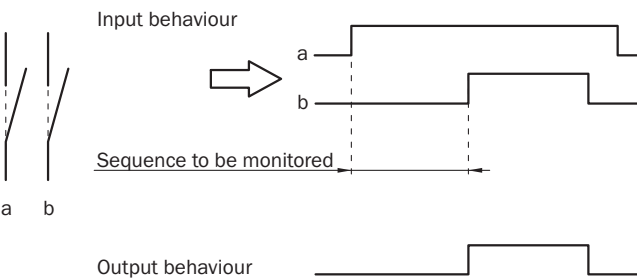 Input behaviour
a
b
Sequence to be monitored
a b
Output behaviour